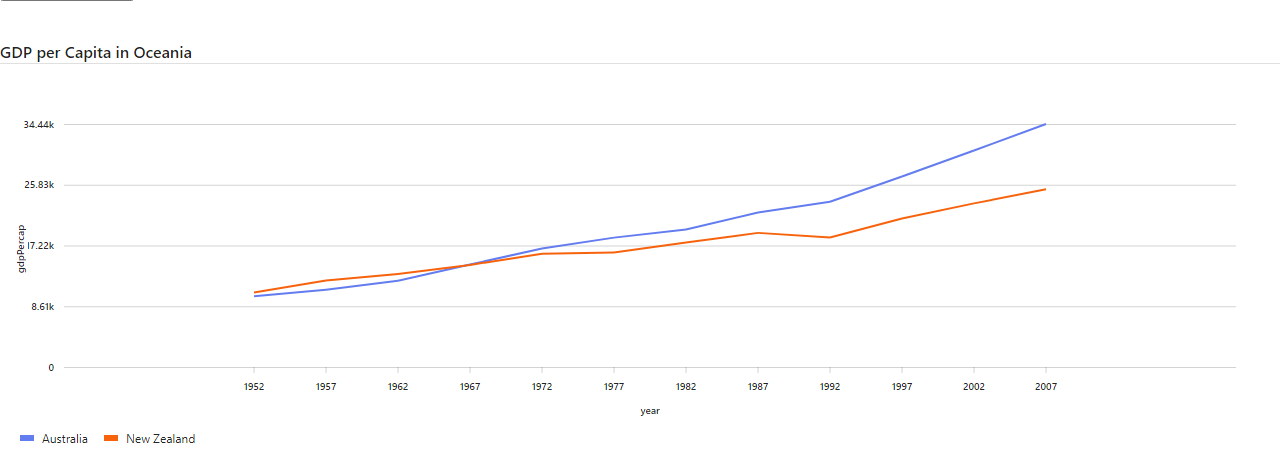 GDP per Capita in Oceania
34.44k
25.83k
17.22k
8.61k
0
gdpPercap
1952 1957 1962 1967 1972 1977 1982 1987 1992 1997 2002 2007
year
Australia New Zealand